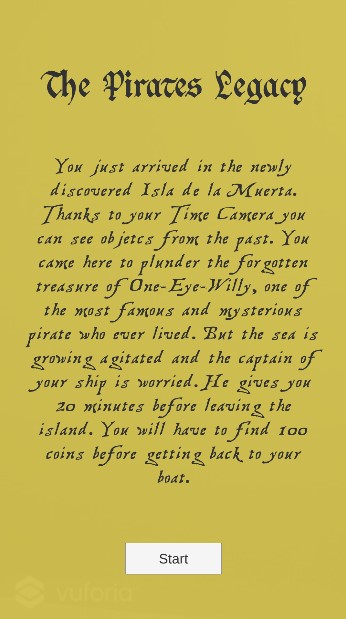 The Pirates Legacy
You just arrived in the newly
discovered Isla de la Muerta.
Thanks to your Time Camera you
can see objetcs from the past. You
came here to plunder the forgotten
treasure of One-Eye-Willy, one of
the most famous and mysterious
pirate who ever lived. But the sea is
growing agitated and the captain of
your ship is worried. He gives you
20 minutes before leaving the
island. You will have to find 100
coins before getting back to your
boat.
Start
vuforia